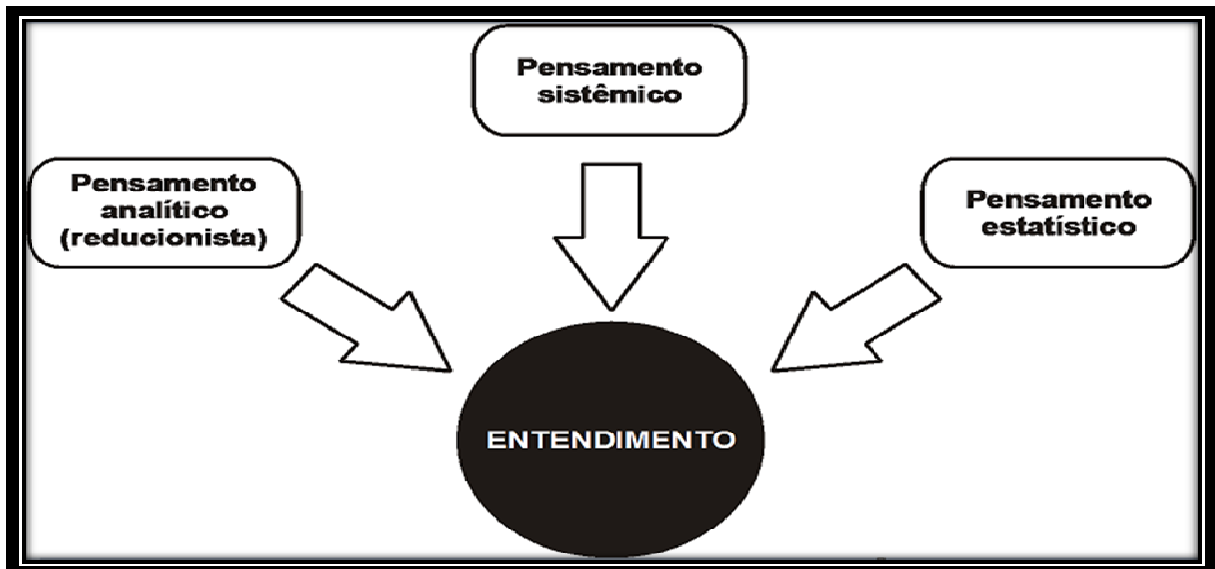 Pensamento
sistêmico
Pensamento
analítico
(reducionista)
Pensamento
estatístico
ENTENDIMENTO